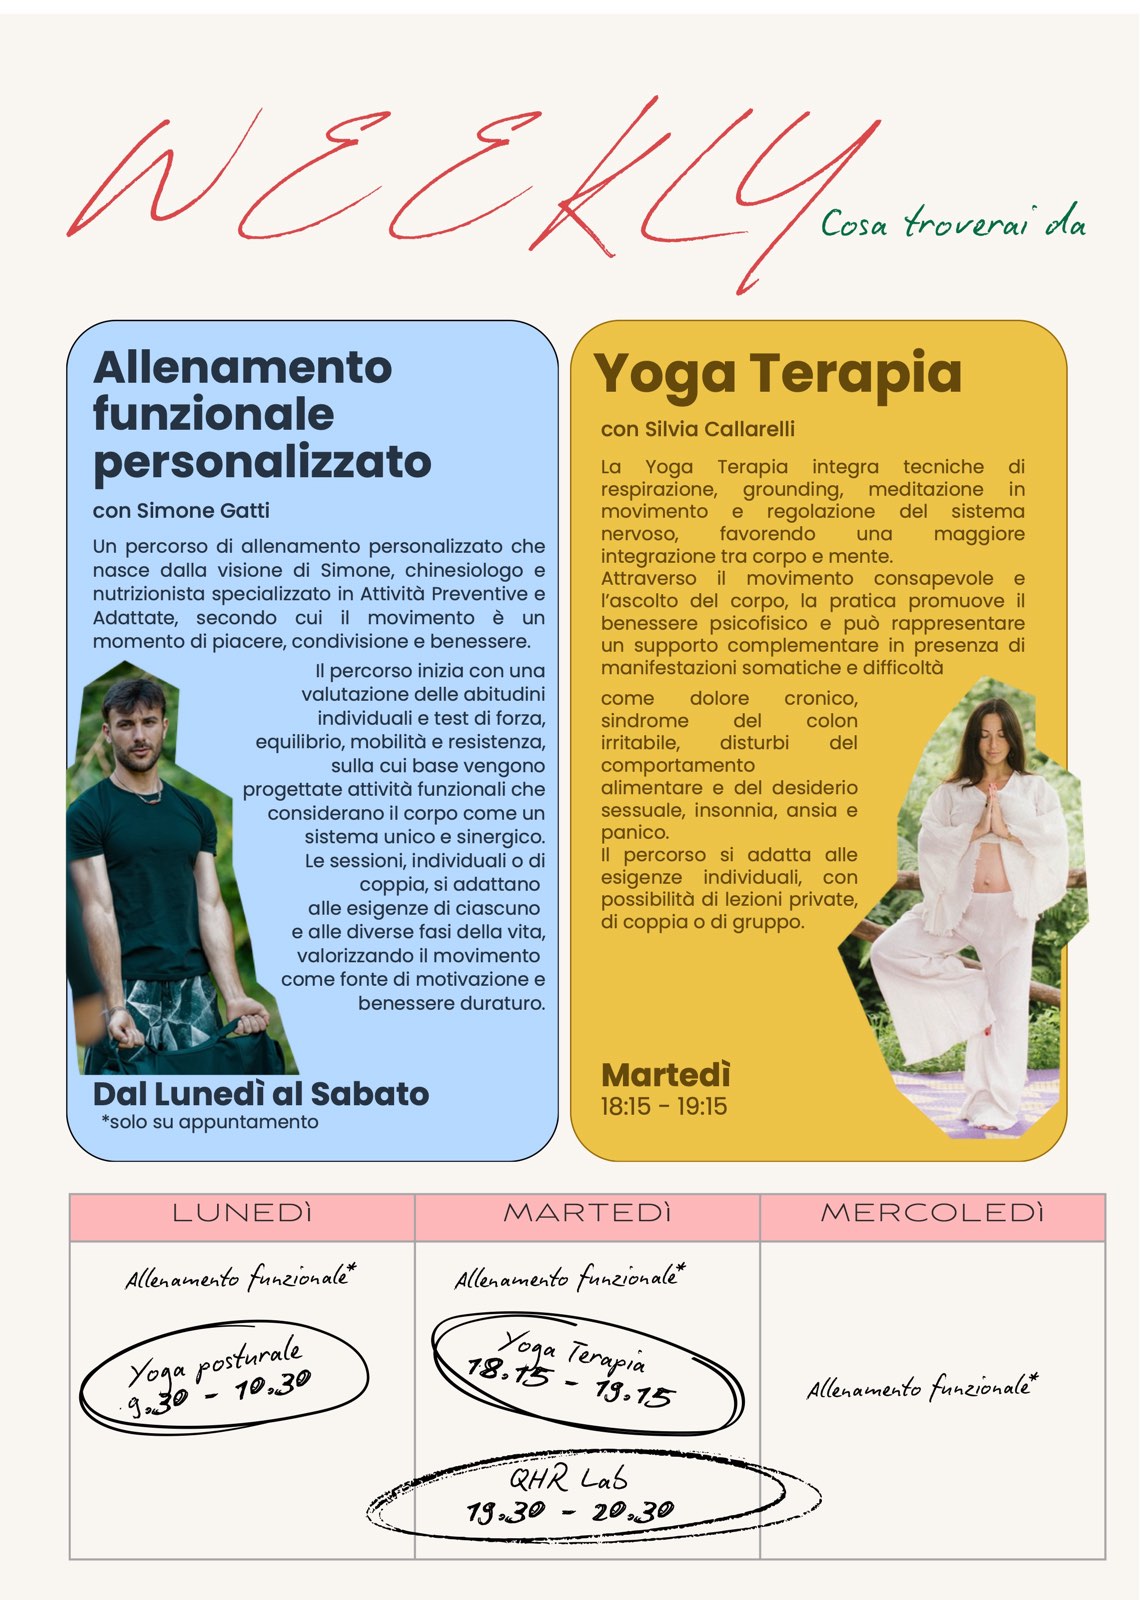 WEEKLY
Cosa troverai da
Allenamento
funzionale
personalizzato
con Simone Gatti
Un percorso di allenamento personalizzato che
nasce dalla visione di Simone, chinesiologo e
nutrizionista specializzato in Attività Preventive e
Adattate, secondo cui il movimento è un
momento di piacere, condivisione e benessere.
Il percorso inizia con una
valutazione delle abitudini
individuali e test di forza,
equilibrio, mobilità e resistenza,
sulla cui base vengono
progettate attività funzionali che
considerano il corpo come un
sistema unico e sinergico.
Le sessioni, individuali o di
coppia, si adattano
alle esigenze di ciascuno
e alle diverse fasi della vita,
valorizzando il movimento
come fonte di motivazione e
benessere duraturo.
Dal Lunedì al Sabato
*solo su appuntamento
Yoga Terapia
con Silvia Callarelli
La Yoga Terapia integra tecniche di
respirazione, grounding, meditazione in
movimento e regolazione del sistema
nervoso, favorendo una maggiore
integrazione tra corpo e mente.
Attraverso il movimento consapevole e
l'ascolto del corpo, la pratica promuove il
benessere psicofisico e può rappresentare
un supporto complementare in presenza di
manifestazioni somatiche e difficoltà
come dolore cronico,
sindrome del colon
irritabile, disturbi del
comportamento
alimentare e del desiderio
sessuale, insonnia, ansia e
panico.
Il percorso si adatta alle
esigenze individuali, con
possibilità di lezioni private,
di coppia o di gruppo.
Martedì
18:15 - 19:15
LUNEDÌ
Allenamento funzionale*
Yoga posturale
9.30 - 10.30
MARTEDÌ
Allenamento funzionale*
Yoga Terapia
18.15 - 19.15
QHR Lab
19.30 - 20.30
MERCOLEDÌ
Allenamento funzionale*